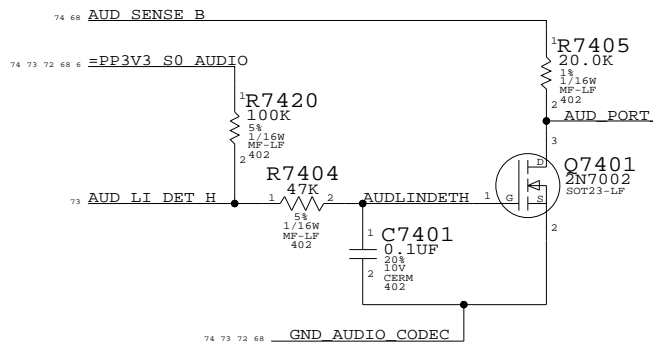 74 68 AUD_SENSE_B
74 73 72 68 6 =PP3V3_S0_AUDIO
1
R7405
20.0K
1%
1/16W
MF-LF
402
2
AUD_PORT_
1
R7420
100K
5%
1/16W
MF-LF
402
2
3
D
Q7401
2N7002
SOT23-LF
G
S
2
R7404
47K
73 AUD_LI_DET_H
1
2
AUDLINDETH
1
5%
1/16W
MF-LF
402
1
C7401
0.1UF
20%
10V
CERM
402
2
74 73 72 68 GND_AUDIO_CODEC